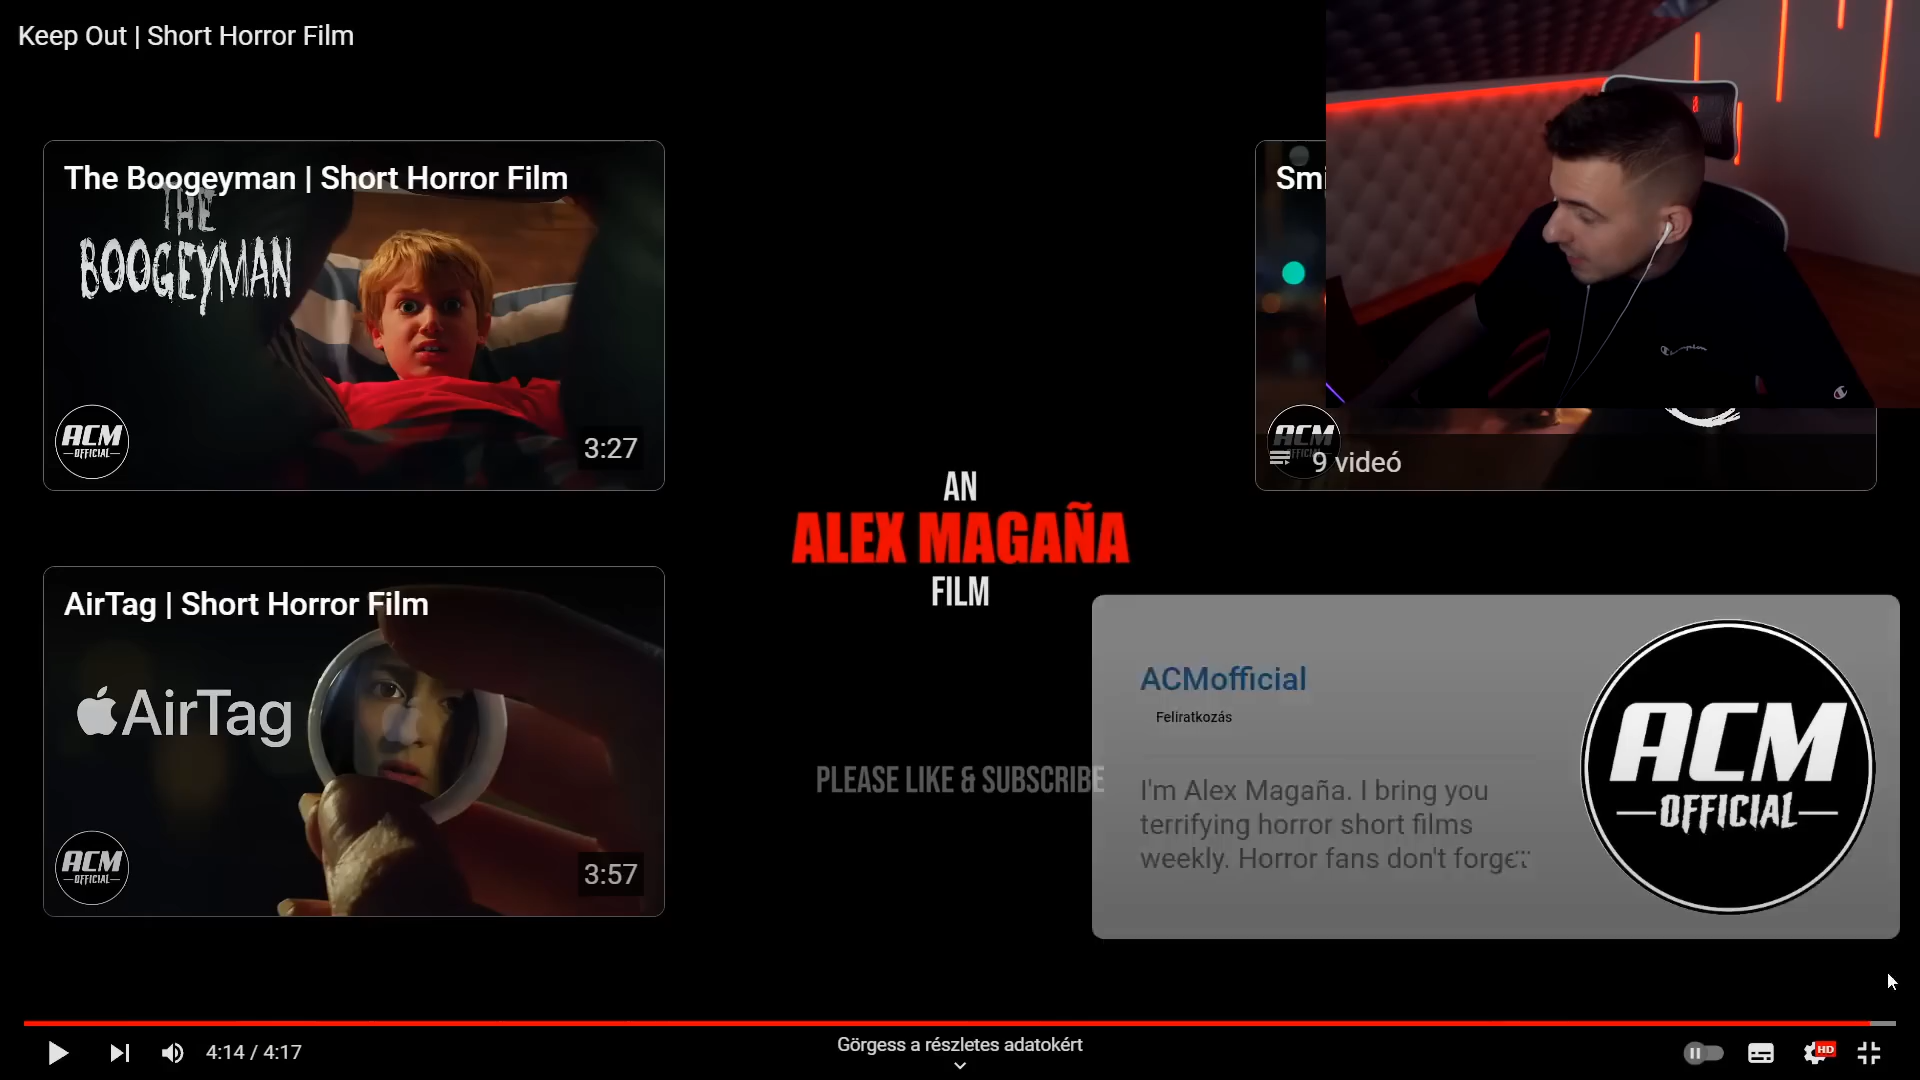 Keep Out | Short Horror Film
The Boogeyman | Short Horror Film
THE
BOOGEYMAN
ACM
OFFICIAL
3:27
Smi
ACM
9 videó
Champion
AN
ALEX MAGAÑA
FILM
AirTag | Short Horror Film
AirTag
ACM
OFFICIAL
3:57
PLEASE LIKE & SUBSCRIBE
ACMofficial
Feliratkozás
I'm Alex Magaña. I bring you
terrifying horror short films
weekly. Horror fans don't forget
ACM
OFFICIAL
4:14 / 4:17
Görgess a részletes adatokért
HD